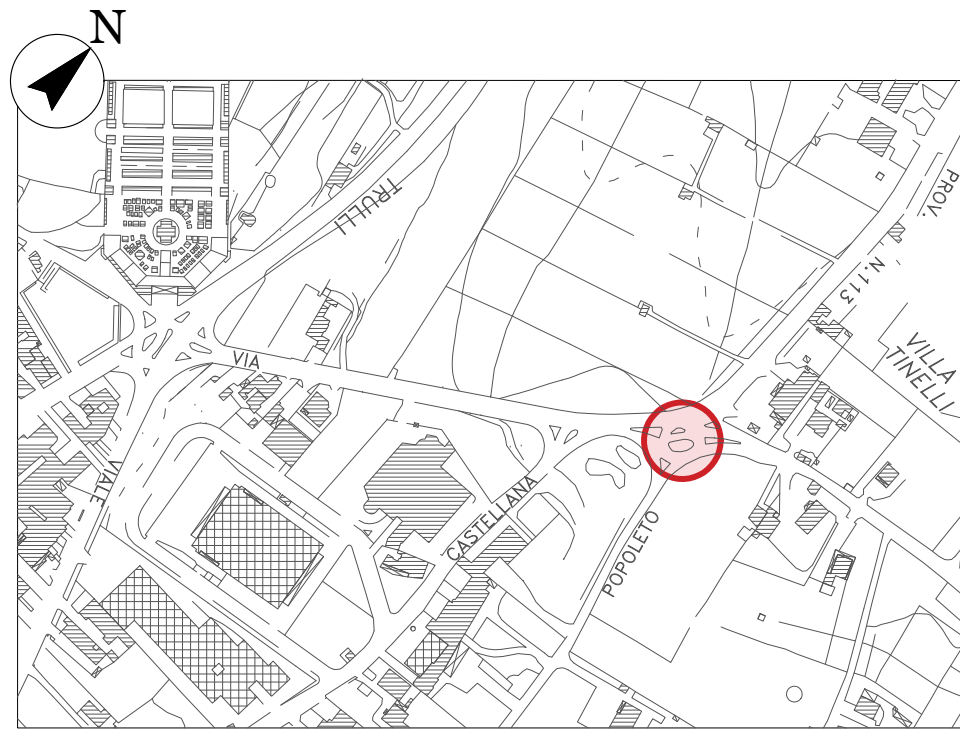 N
TRULLI
PROV.
N.113
VIA
VILLA
TINELLI
VIALE
CASTELLANA
POPOLETO